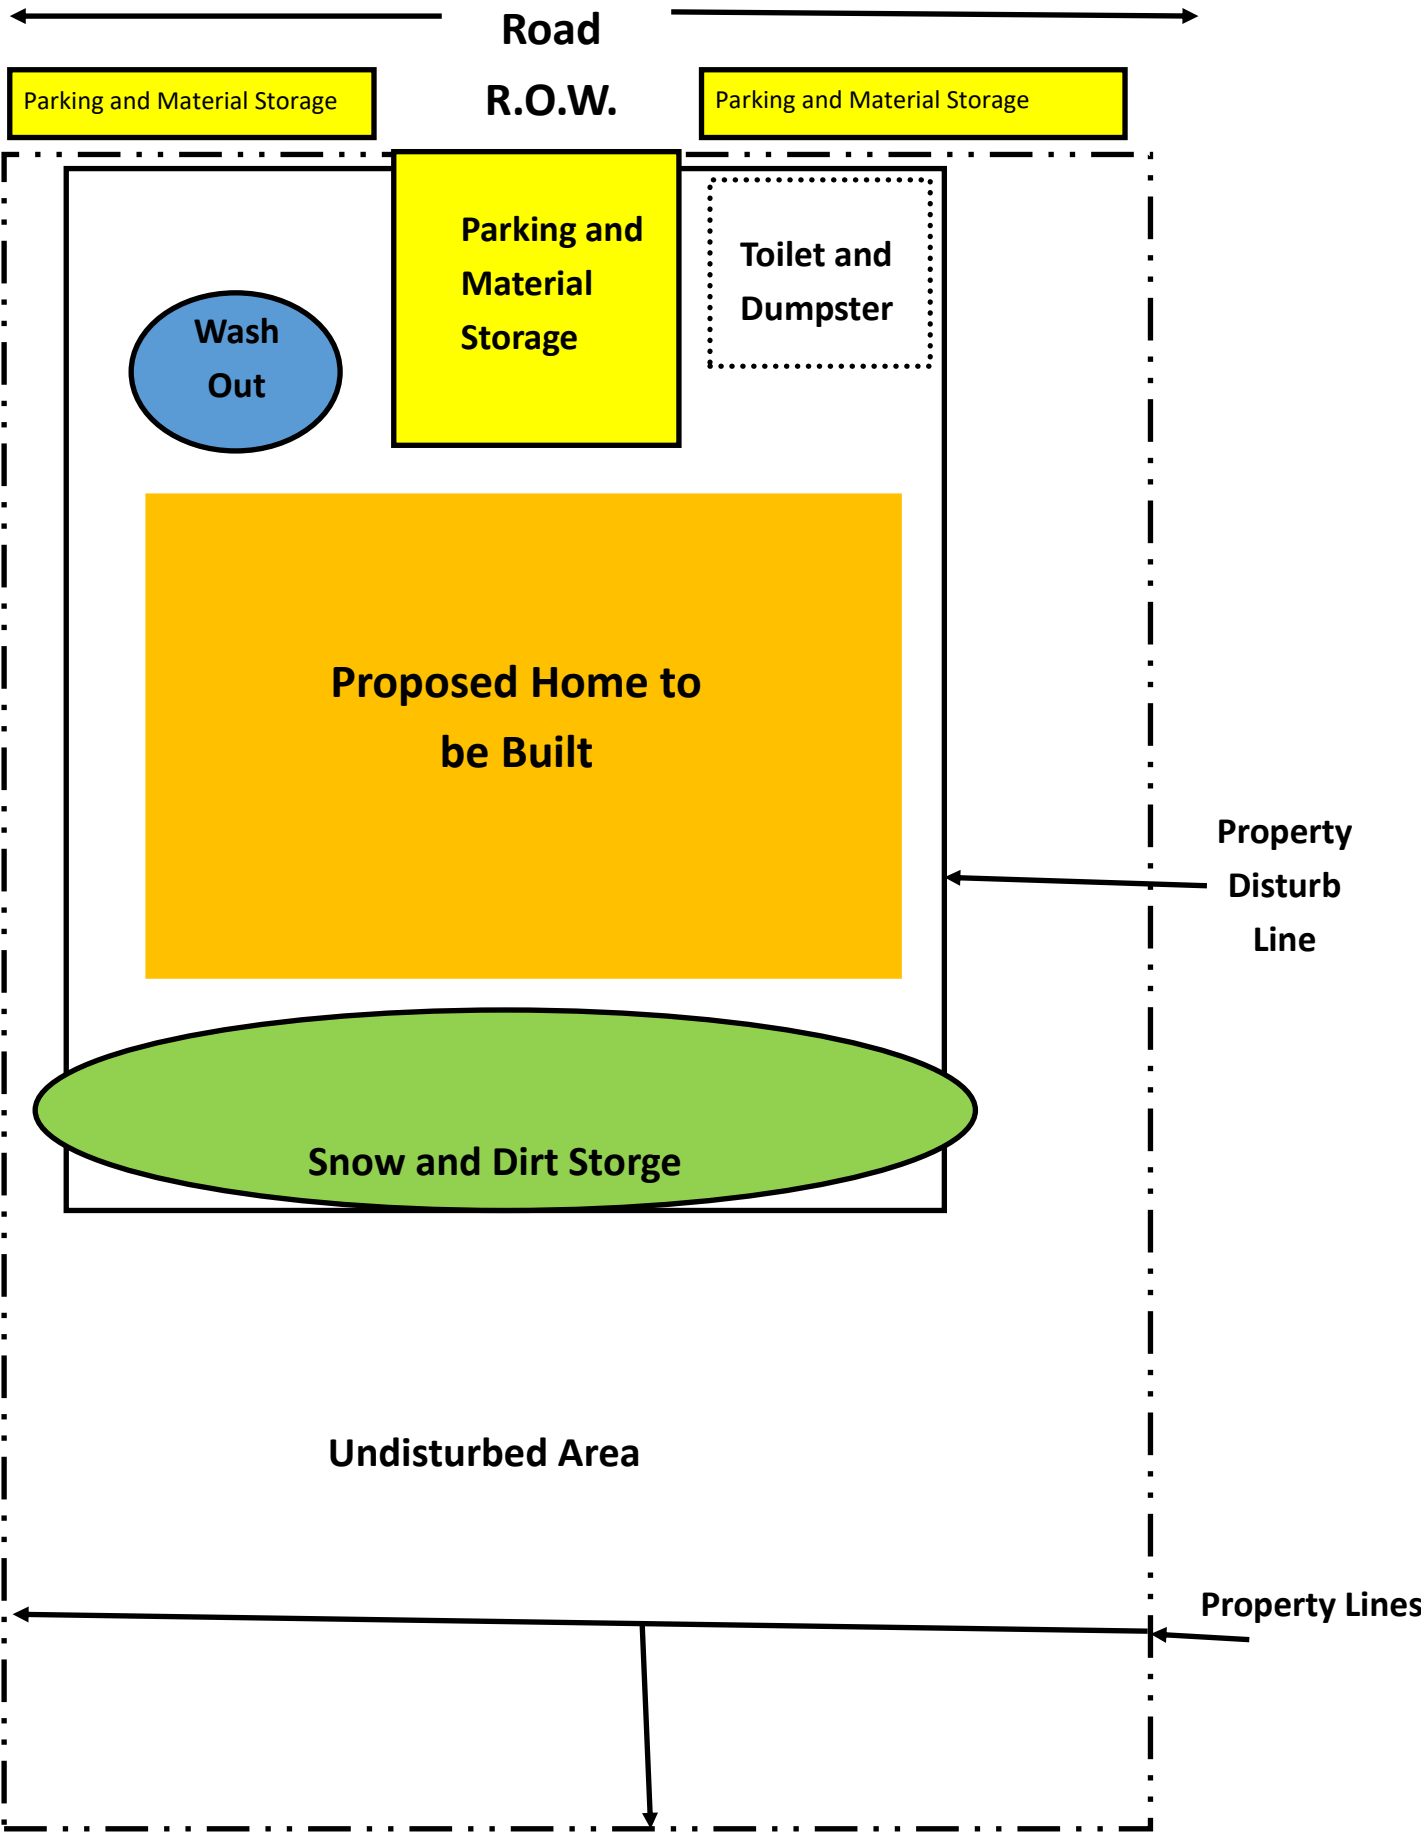 Road
R.O.W.
Parking and Material Storage
Parking and Material Storage
Parking and
Material
Storage
Toilet and
Dumpster
Wash
Out
Proposed Home to
be Built
Property
Disturb
Line
Snow and Dirt Storge
Undisturbed Area
Property Lines